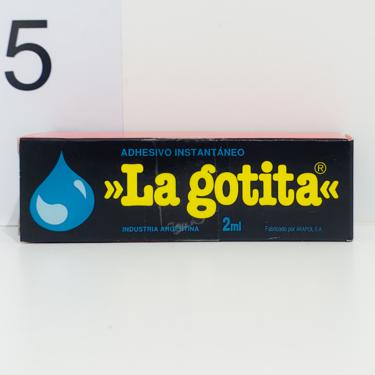 5
ADHESIVO INSTANTÁNEO
»La gotita«®
INDUSTRIA ARGENTINA
2ml
Fabricado por AKAPOL S.A.